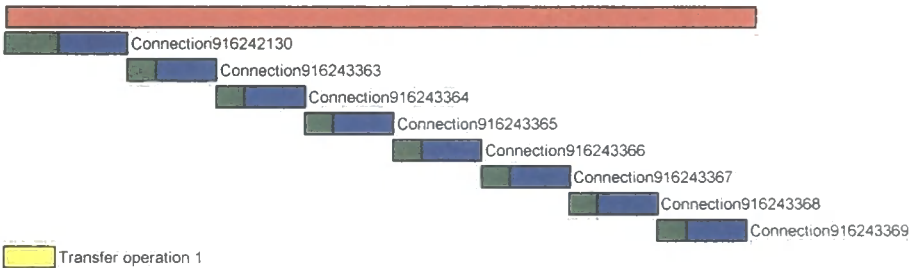 Connection916242130
Connection916243363
Connection916243364
Connection916243365
Connection916243366
Connection916243367
Connection916243368
Connection916243369
Transfer operation 1